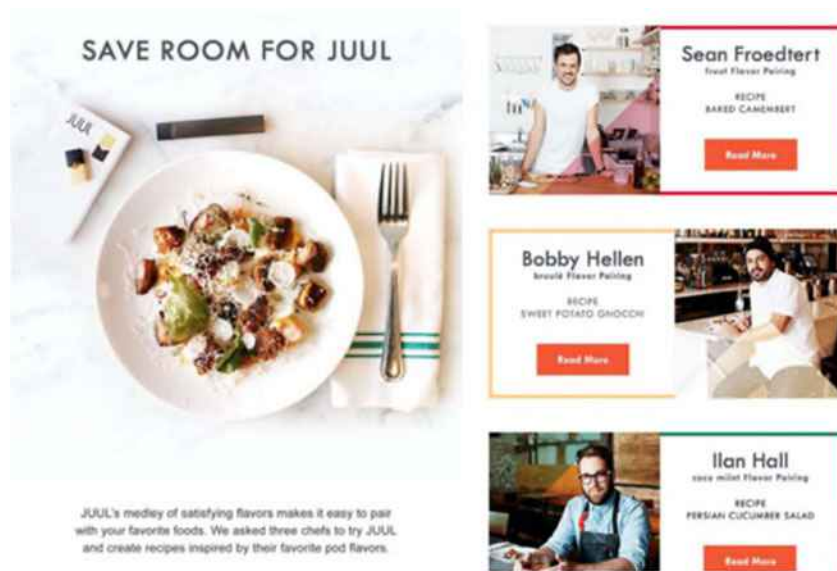 SAVE ROOM FOR JUUL
JUUL
JUUL's medley of satisfying flavors makes it easy to pair
with your favorite foods. We asked three chefs to try JUUL
and create recipes inspired by their favorite pod flavors.
Sean Froedtert
fruut Flavor Pairing
RECIPE
BAKED CAMEMBERT
Read More
Bobby Hellen
brulé Flavor Pairing
RECIPE
SWEET POTATO GNOCCHI
Read More
Ilan Hall
coco miint Flavor Pairing
RECIPE
PERSIAN CUCUMBER SALAD
Read More